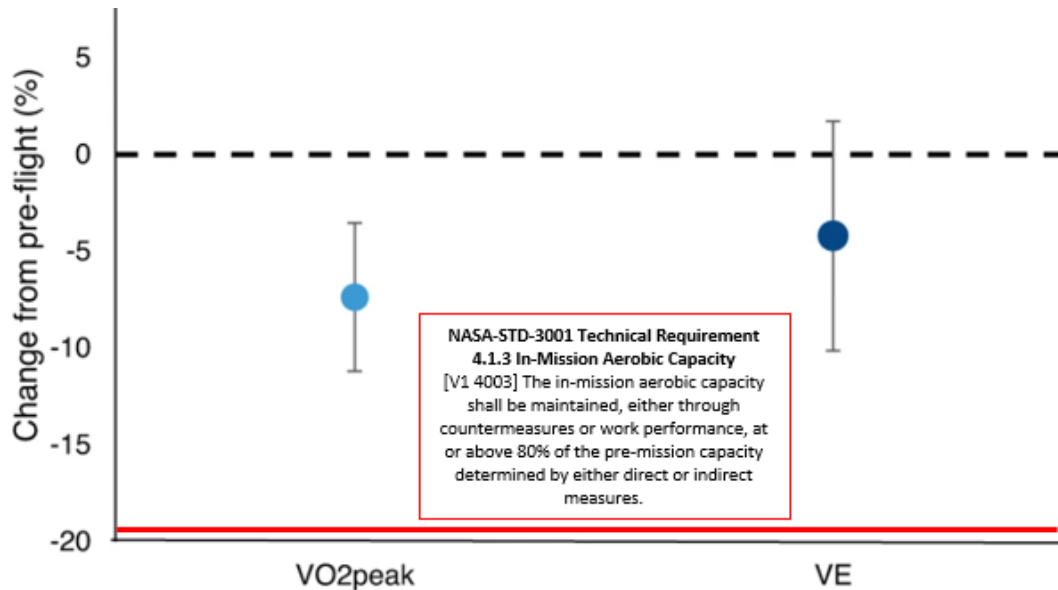 Change from pre-flight (%)
5
0
-5
-10
-15
-20
NASA-STD-3001 Technical Requirement
4.1.3 In-Mission Aerobic Capacity
[V1 4003] The in-mission aerobic capacity
shall be maintained, either through
countermeasures or work performance, at
or above 80% of the pre-mission capacity
determined by either direct or indirect
measures.
VO2peak
VE